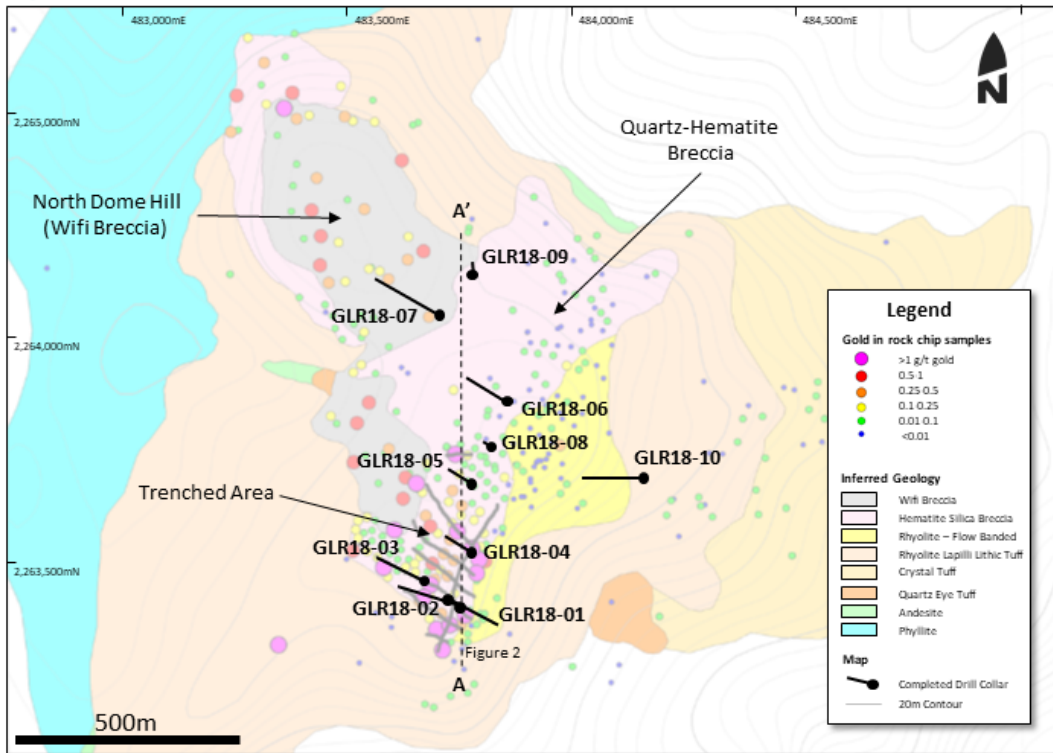 483,000mE
483,500mE
484,000mE
484,500mE
N
2,265,000mN
Quartz-Hematite
Breccia
North Dome Hill
(Wifi Breccia)
A'
GLR18-09
GLR18-07
2,264,000mN
GLR18-06
GLR18-08
GLR18-05
GLR18-10
Trenched Area
GLR18-03
GLR18-04
2,263,500mN
GLR18-02
GLR18-01
Figure 2
A
500m
Legend
Gold in rock chip samples
>1 g/t gold
0.5 1
0.25 0.5
0.1 0.25
0.01 0.1
<0.01
Inferred Geology
Wifi Breccia
Hematite Silica Breccia
Rhyolite – Flow Banded
Rhyolite Lapilli Lithic Tuff
Crystal Tuff
Quartz Eye Tuff
Andesite
Phyllite
Map
Completed Drill Collar
20m Contour